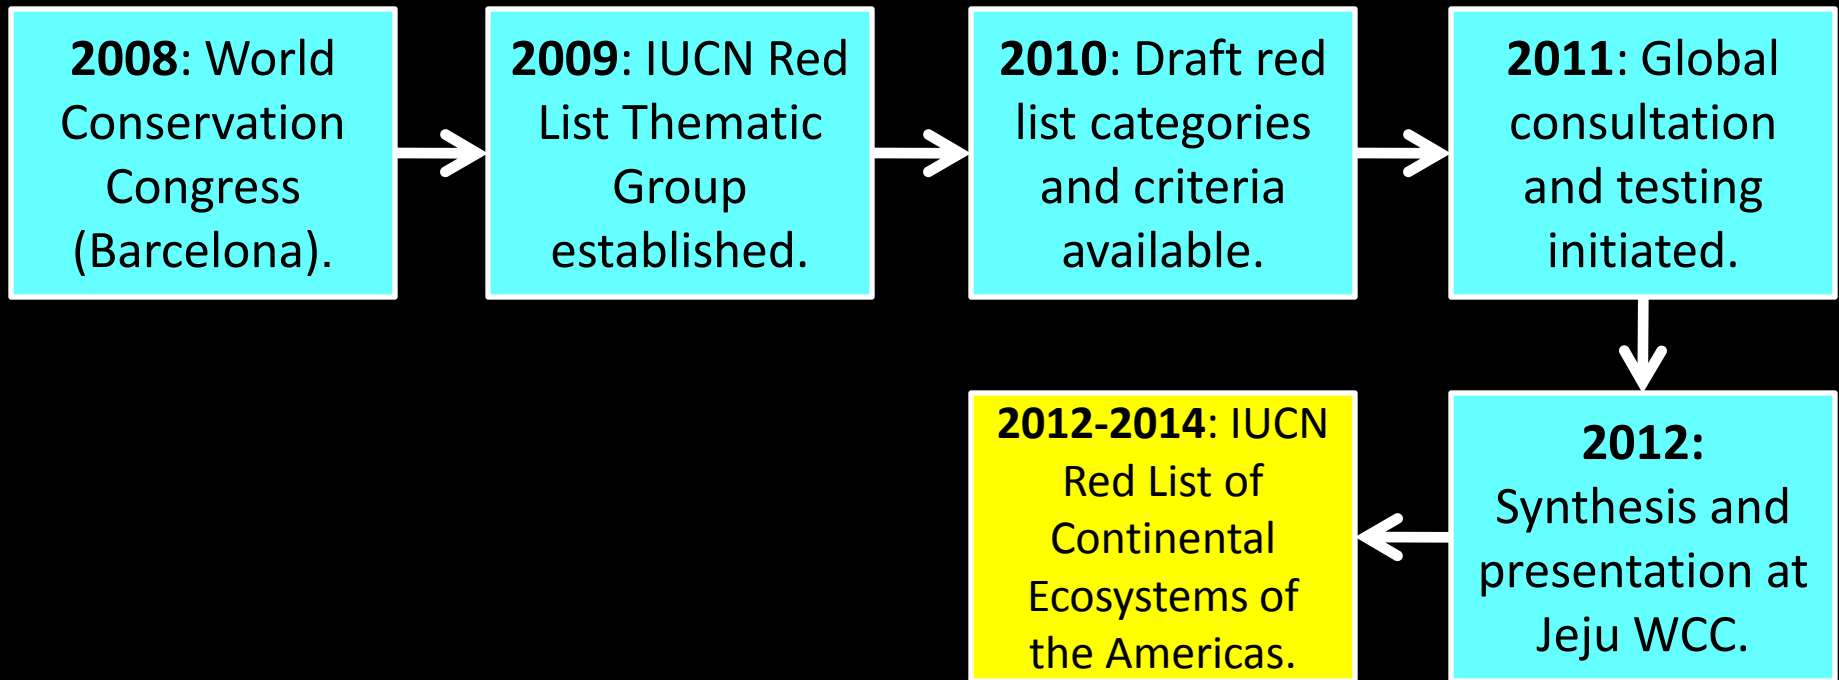 2008: World
Conservation
Congress
(Barcelona).
2009: IUCN Red
List Thematic
Group
established.
2010: Draft red
list categories
and criteria
available.
2011: Global
consultation
and testing
initiated.
2012:
Synthesis and
presentation at
Jeju WCC.
2012-2014: IUCN
Red List of
Continental
Ecosystems of
the Americas.